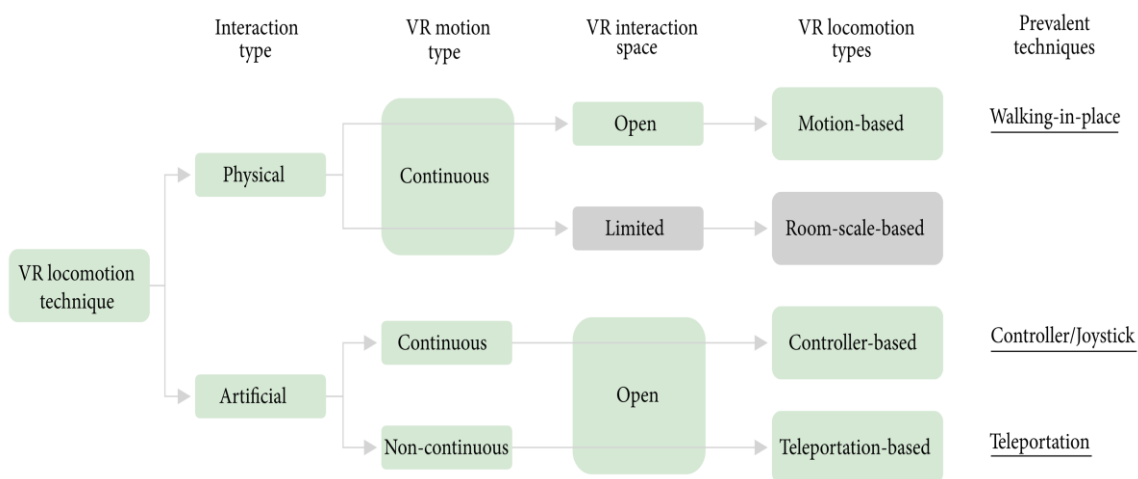 Interaction
type
VR motion
type
VR interaction
space
VR locomotion
types
Prevalent
techniques
Open
Motion-based
Walking-in-place
Physical
Continuous
Limited
Room-scale-based
VR locomotion
technique
Continuous
Controller-based
Controller/Joystick
Artificial
Open
Non-continuous
Teleportation-based
Teleportation